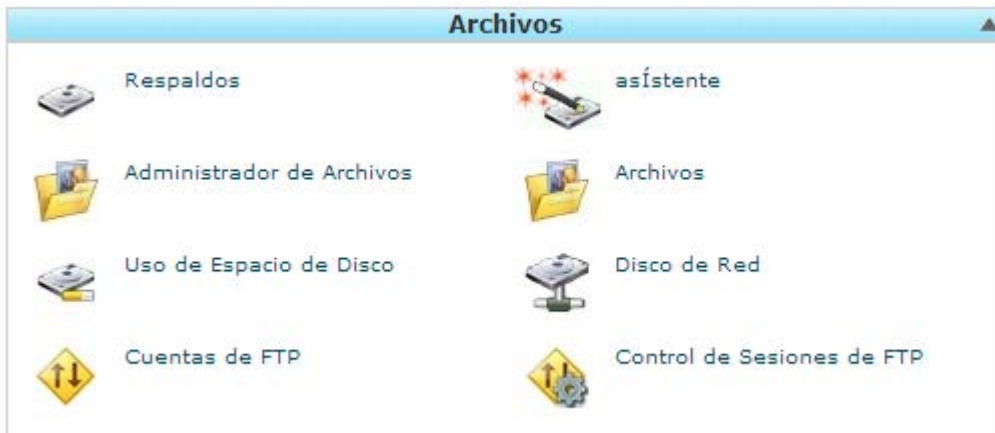 Archivos
Respaldos
asÍstente
Administrador de Archivos
Archivos
Uso de Espacio de Disco
Disco de Red
Cuentas de FTP
Control de Sesiones de FTP